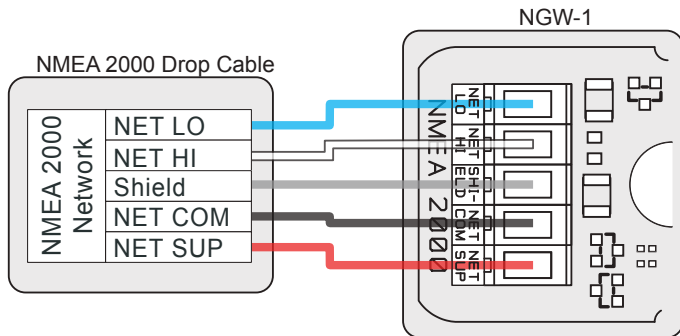 NGW-1
NMEA 2000 Drop Cable
NMEA 2000
Network
NET LO
NET HI
Shield
NET COM
NET SUP
NMEA 2000
NET
LO
NET
HI
SHI-
ELD
NET
COM
NET
SUP